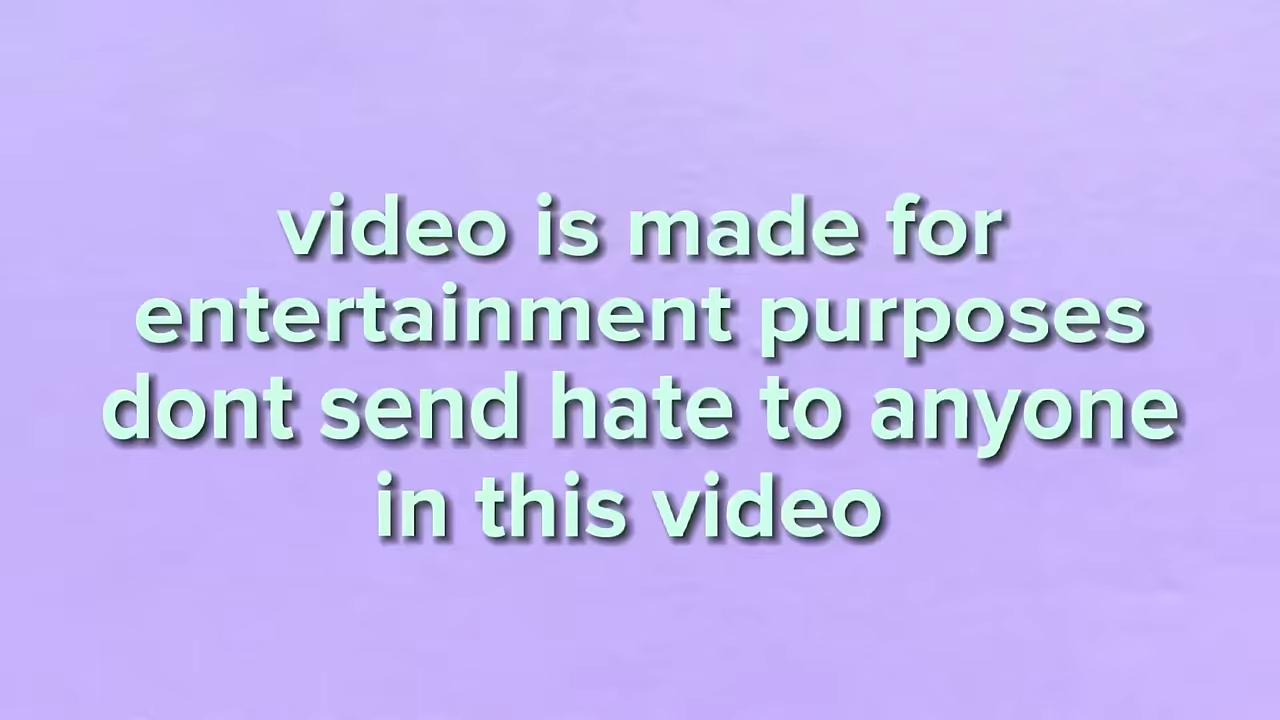 video is made for
entertainment purposes
dont send hate to anyone
in this video